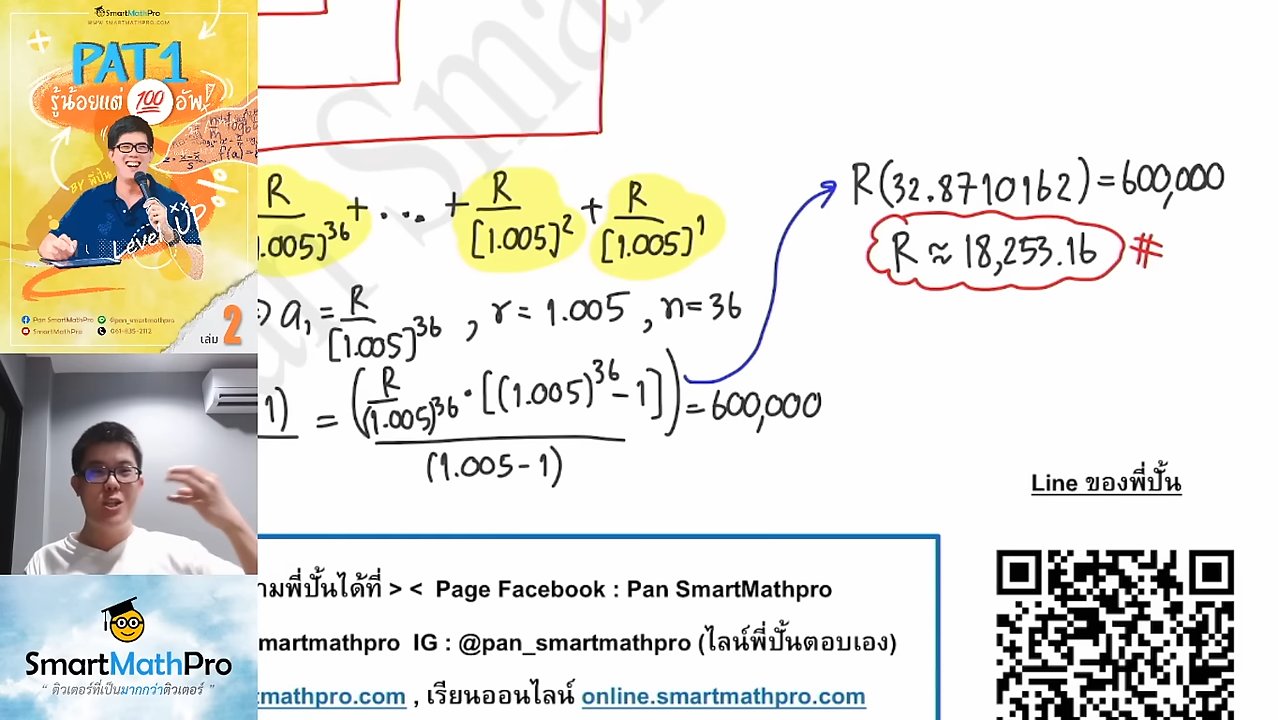 SmartMathPro
WWW.SMARTMATHPRO.COM
PAT1
รู้น้อยแต่ 100 อัพ!
BY พี่ปั้น
%
Level UP
Pan SmartMathPro @pan_smartmathpro
SmartMathPro 061-835-2112
เล่ม 2
R/[1.005]^36 + ... + R/[1.005]^2 + R/[1.005]^1
a₁ = R/[1.005]^36 , r = 1.005 , n = 36
1) = (R/(1.005)^36 · [(1.005)^36 - 1])/(1.005 - 1) = 600,000
R(32.8710162) = 600,000
R ≈ 18,253.16 #
Line ของพี่ปั้น
ามพี่ปั้นได้ที่ > < Page Facebook : Pan SmartMathpro
martmathpro IG : @pan_smartmathpro (ไลน์พี่ปั้นตอบเอง)
mathpro.com , เรียนออนไลน์ online.smartmathpro.com
SmartMathPro
“ ติวเตอร์ที่เป็นมากกว่าติวเตอร์ ”